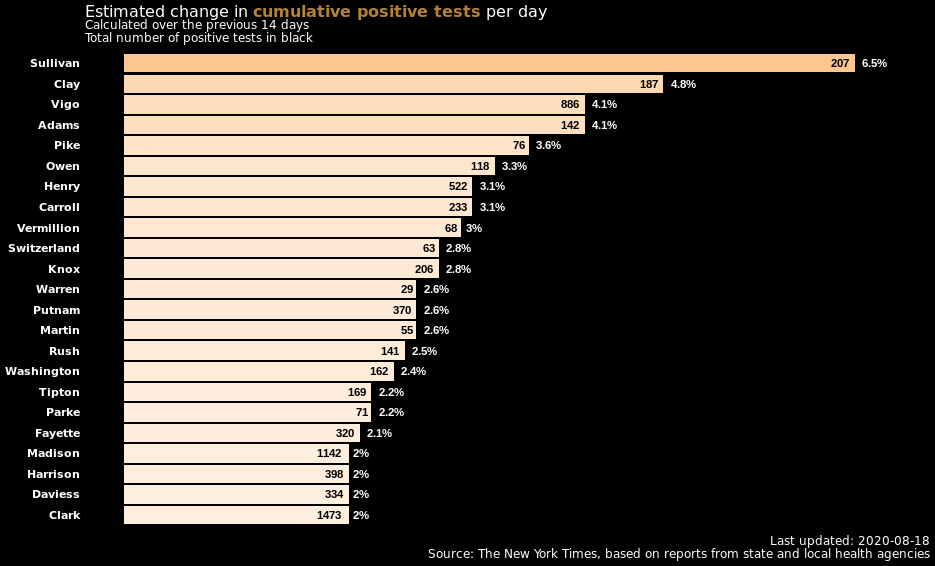 Estimated change in cumulative positive tests per day
Calculated over the previous 14 days
Total number of positive tests in black
Sullivan 207 6.5%
Clay 187 4.8%
Vigo 886 4.1%
Adams 142 4.1%
Pike 76 3.6%
Owen 118 3.3%
Henry 522 3.1%
Carroll 233 3.1%
Vermillion 68 3%
Switzerland 63 2.8%
Knox 206 2.8%
Warren 29 2.6%
Putnam 370 2.6%
Martin 55 2.6%
Rush 141 2.5%
Washington 162 2.4%
Tipton 169 2.2%
Parke 71 2.2%
Fayette 320 2.1%
Madison 1142 2%
Harrison 398 2%
Daviess 334 2%
Clark 1473 2%
Last updated: 2020-08-18
Source: The New York Times, based on reports from state and local health agencies